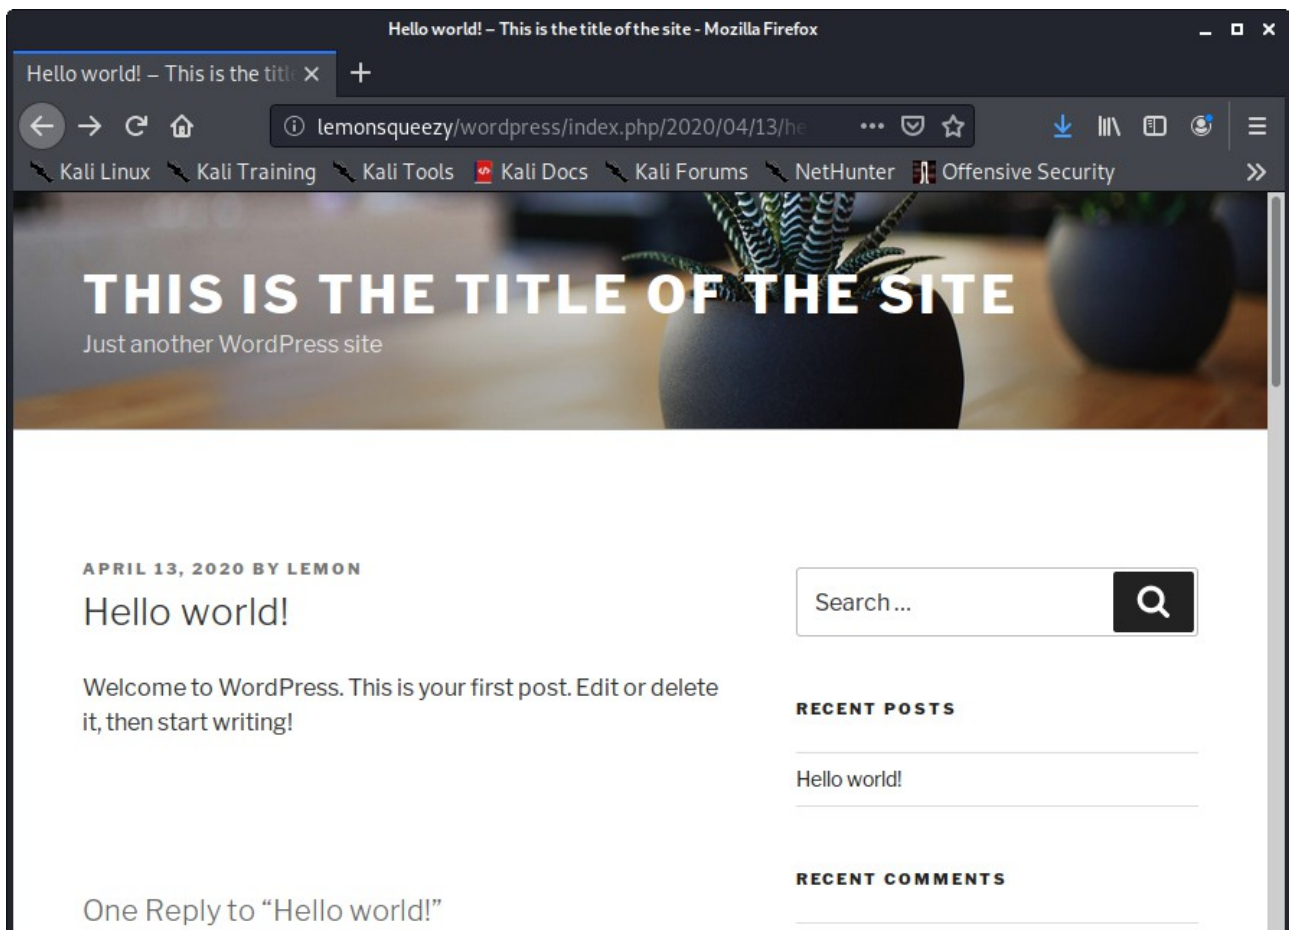 Hello world! – This is the title of the site - Mozilla Firefox
Hello world! – This is the titl
lemonsqueezy/wordpress/index.php/2020/04/13/he
Kali Linux Kali Training Kali Tools Kali Docs Kali Forums NetHunter Offensive Security
THIS IS THE TITLE OF THE SITE
Just another WordPress site
APRIL 13, 2020 BY LEMON
Hello world!
Welcome to WordPress. This is your first post. Edit or delete
it, then start writing!
One Reply to “Hello world!”
Search …
RECENT POSTS
Hello world!
RECENT COMMENTS